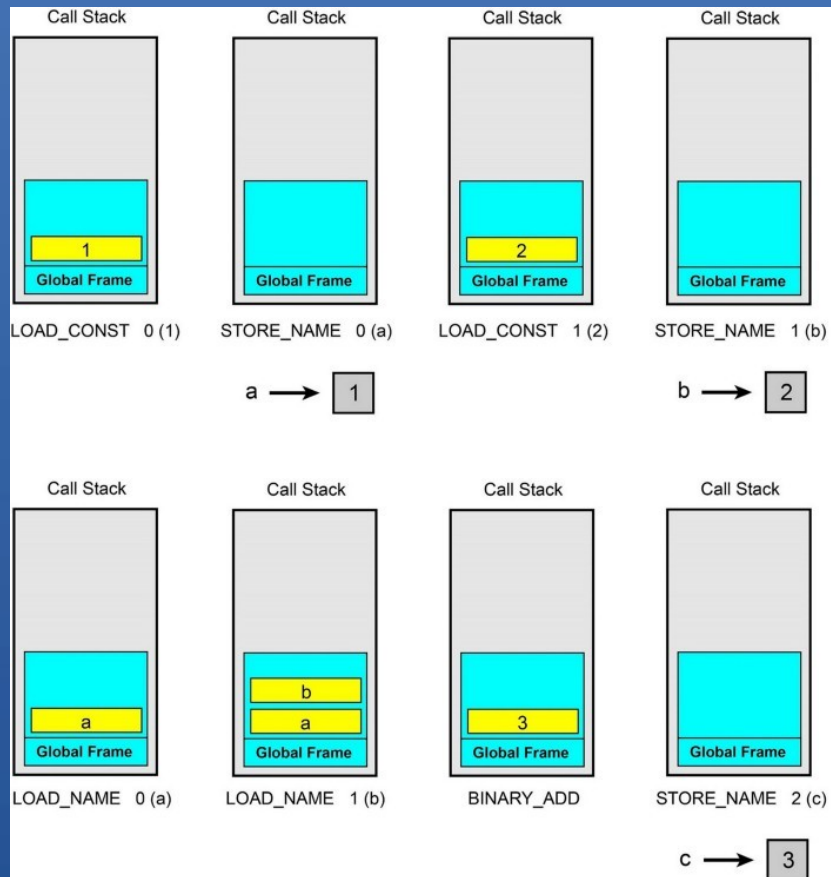 Call Stack
Call Stack
Call Stack
Call Stack
1
2
Global Frame
Global Frame
Global Frame
Global Frame
LOAD_CONST 0 (1)
STORE_NAME 0 (a)
LOAD_CONST 1 (2)
STORE_NAME 1 (b)
a 1
b 2
Call Stack
Call Stack
Call Stack
Call Stack
b
a
a
3
Global Frame
Global Frame
Global Frame
Global Frame
LOAD_NAME 0 (a)
LOAD_NAME 1 (b)
BINARY_ADD
STORE_NAME 2 (c)
c 3